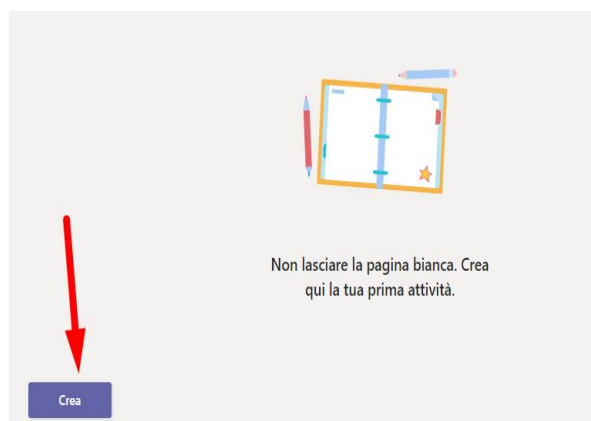 Non lasciare la pagina bianca. Crea
qui la tua prima attività.
Crea